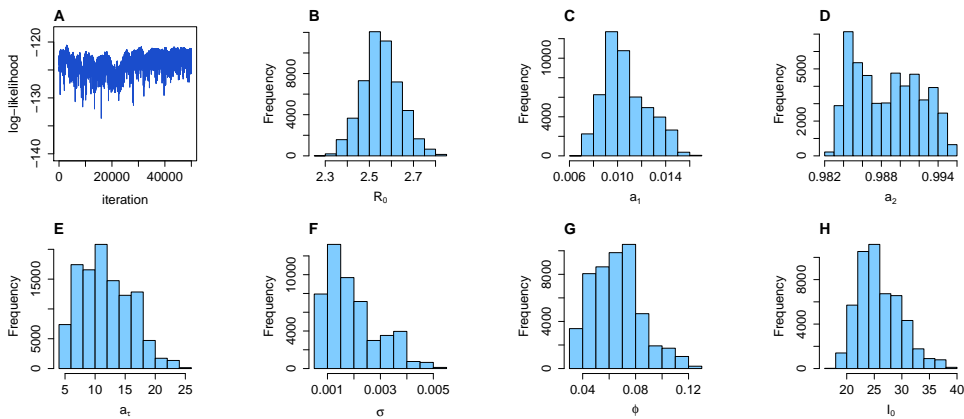 A
log−likelihood
−140 −130 −120
0 20000 40000
iteration
B
Frequency
0 4000 8000
2.3 2.5 2.7
R₀
C
Frequency
0 4000 10000
0.006 0.010 0.014
a₁
D
Frequency
0 2000 5000
0.982 0.988 0.994
a₂
E
Frequency
0 5000 15000
5 10 15 20 25
aτ
F
Frequency
0 4000 10000
0.001 0.003 0.005
σ
G
Frequency
0 4000 8000
0.04 0.08 0.12
ϕ
H
Frequency
0 4000 8000
20 25 30 35 40
I₀